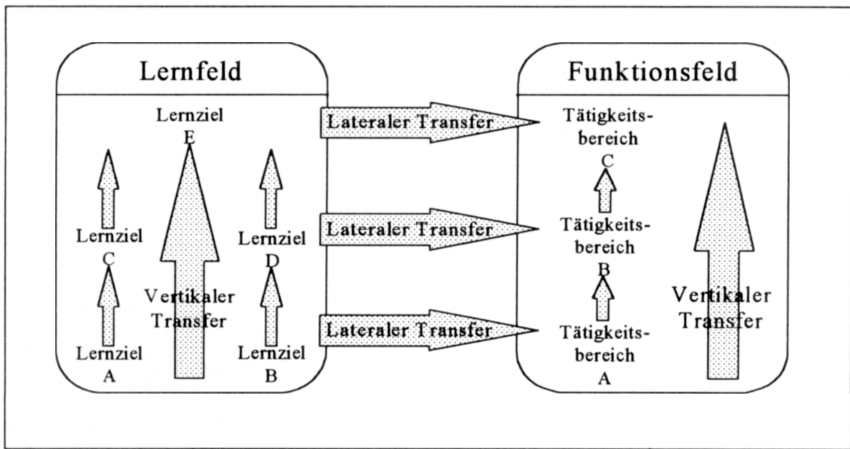 Lernfeld
Lernziel
E
Lernziel
C
Lernziel
D
Vertikaler
Transfer
Lernziel
A
Lernziel
B
Lateraler Transfer
Lateraler Transfer
Lateraler Transfer
Funktionsfeld
Tätigkeits-
bereich
C
Tätigkeits-
bereich
B
Tätigkeits-
bereich
A
Vertikaler
Transfer